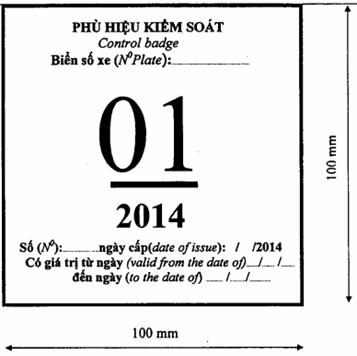 PHÙ HIỆU KIỂM SOÁT
Control badge
Biển số xe (NºPlate):....................
01
2014
Số (Nº):..........ngày cấp(date of issue): / /2014
Có giá trị từ ngày (valid from the date of)..../..../....
đến ngày (to the date of) ..../..../....
100 mm
100 mm